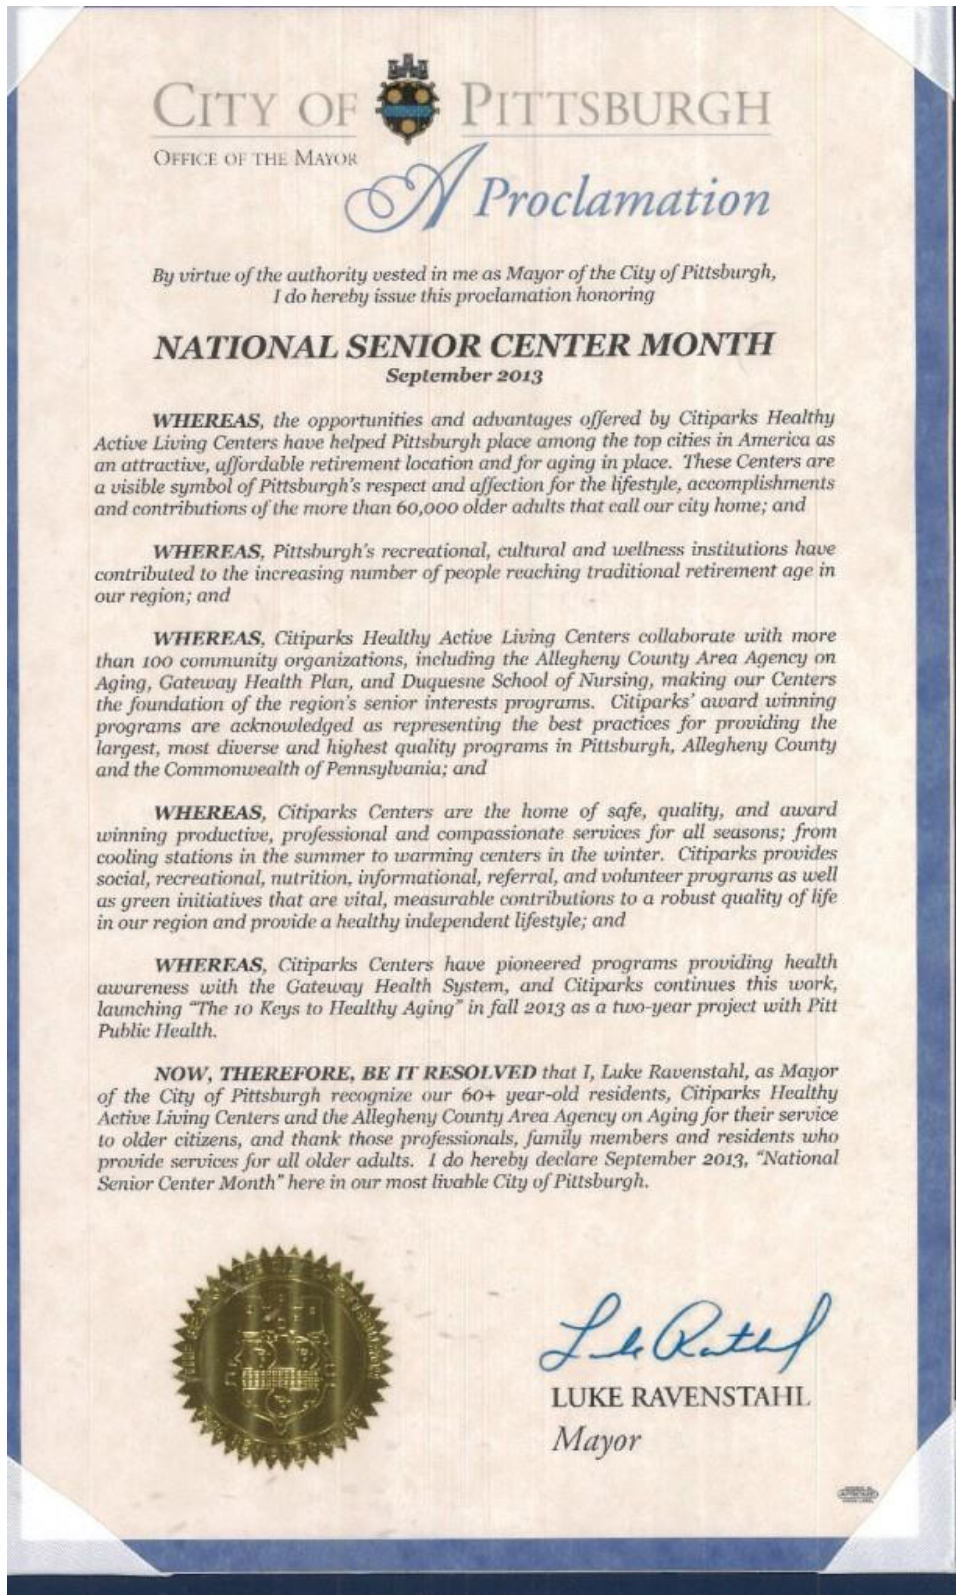 CITY OF PITTSBURGH
OFFICE OF THE MAYOR
A Proclamation
By virtue of the authority vested in me as Mayor of the City of Pittsburgh,
I do hereby issue this proclamation honoring
NATIONAL SENIOR CENTER MONTH
September 2013
WHEREAS, the opportunities and advantages offered by Citiparks Healthy
Active Living Centers have helped Pittsburgh place among the top cities in America as
an attractive, affordable retirement location and for aging in place. These Centers are
a visible symbol of Pittsburgh's respect and affection for the lifestyle, accomplishments
and contributions of the more than 60,000 older adults that call our city home; and
WHEREAS, Pittsburgh's recreational, cultural and wellness institutions have
contributed to the increasing number of people reaching traditional retirement age in
our region; and
WHEREAS, Citiparks Healthy Active Living Centers collaborate with more
than 100 community organizations, including the Allegheny County Area Agency on
Aging, Gateway Health Plan, and Duquesne School of Nursing, making our Centers
the foundation of the region's senior interests programs. Citiparks' award winning
programs are acknowledged as representing the best practices for providing the
largest, most diverse and highest quality programs in Pittsburgh, Allegheny County
and the Commonwealth of Pennsylvania; and
WHEREAS, Citiparks Centers are the home of safe, quality, and award
winning productive, professional and compassionate services for all seasons; from
cooling stations in the summer to warming centers in the winter. Citiparks provides
social, recreational, nutrition, informational, referral, and volunteer programs as well
as green initiatives that are vital, measurable contributions to a robust quality of life
in our region and provide a healthy independent lifestyle; and
WHEREAS, Citiparks Centers have pioneered programs providing health
awareness with the Gateway Health System, and Citiparks continues this work,
launching "The 10 Keys to Healthy Aging" in fall 2013 as a two-year project with Pitt
Public Health.
NOW, THEREFORE, BE IT RESOLVED that I, Luke Ravenstahl, as Mayor
of the City of Pittsburgh recognize our 60+ year-old residents, Citiparks Healthy
Active Living Centers and the Allegheny County Area Agency on Aging for their service
to older citizens, and thank those professionals, family members and residents who
provide services for all older adults. I do hereby declare September 2013, "National
Senior Center Month" here in our most livable City of Pittsburgh.
LUKE RAVENSTAHL
Mayor